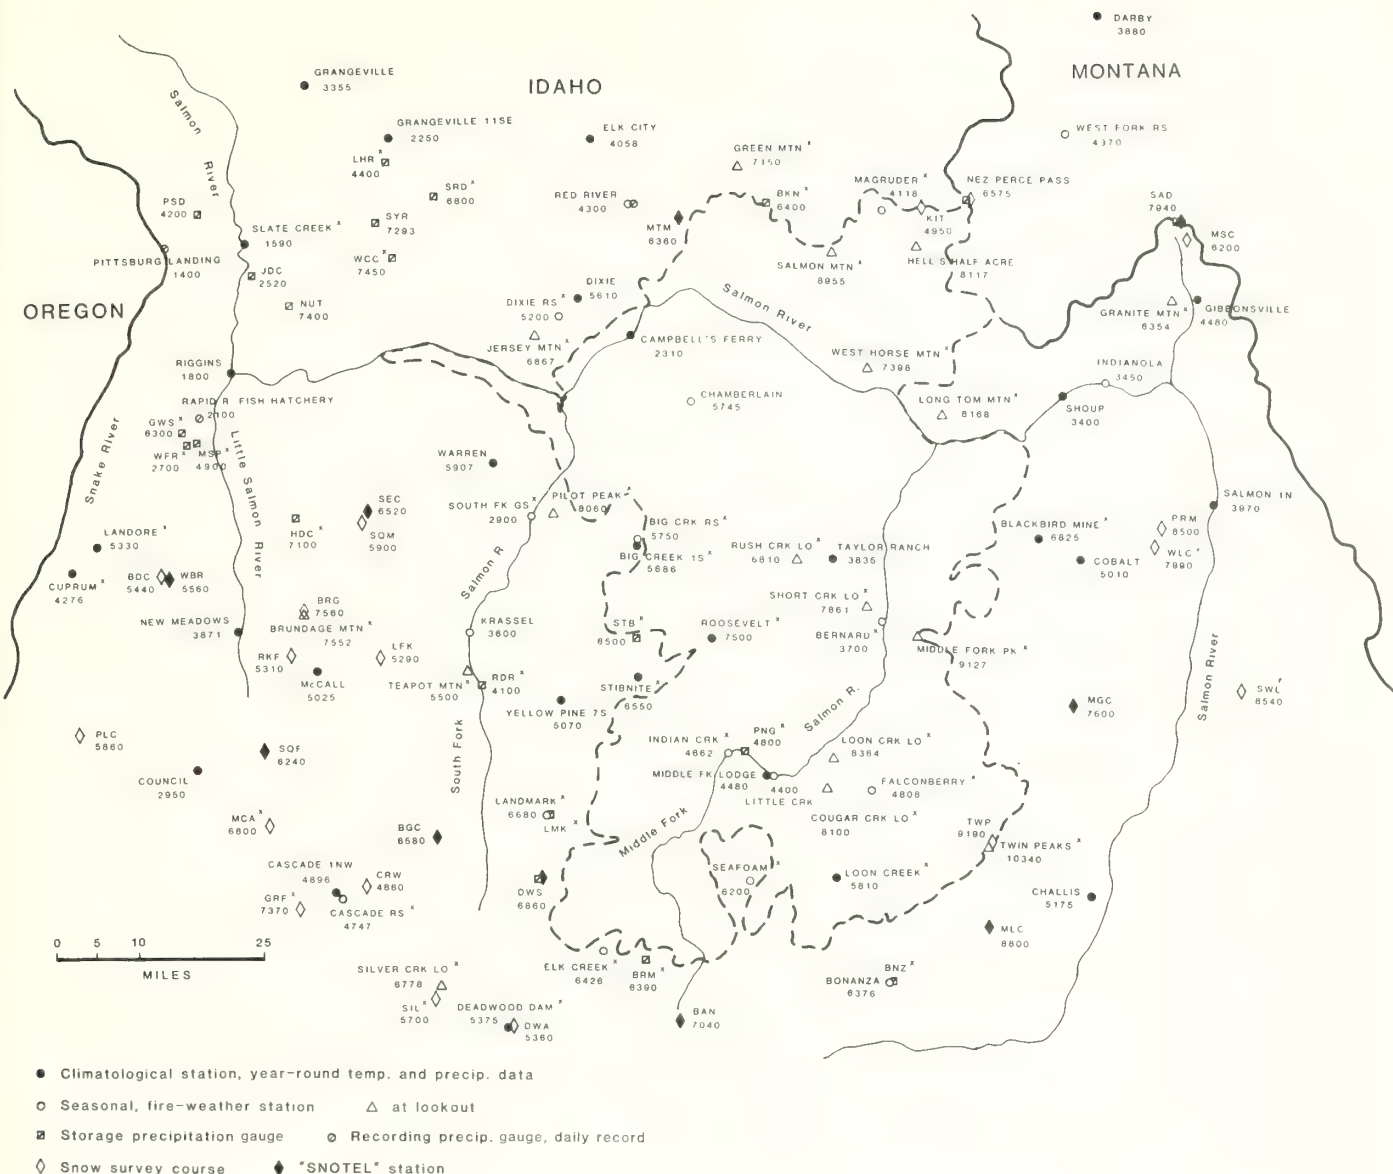 DARBY
3880
IDAHO
MONTANA
GRANGEVILLE
3355
Salmon
River
GRANGEVILLE 11SE
2250
ELK CITY
4058
WEST FORK RS
4370
LHR x
4400
GREEN MTN x
7150
SRD x
6800
RED RIVER
4300
BKN x
6400
MAGRUDER x
4118
NEZ PERCE PASS
6575
PSD
4200
SYR
7293
MTM
6360
KIT
4950
SAD
7940
MSC
6200
SLATE CREEK x
1590
WCC x
7450
SALMON MTN x
8955
HELL'S HALF ACRE
8117
PITTSBURG LANDING
1400
JDC
2520
DIXIE
5610
OREGON
NUT
7400
DIXIE RS x
5200
Salmon River
GRANITE MTN x
6354
GIBBONSVILLE
4480
JERSEY MTN x
6867
CAMPBELL'S FERRY
2310
WEST HORSE MTN x
7398
INDIANOLA
3450
RIGGINS
1800
CHAMBERLAIN
5745
LONG TOM MTN x
8168
SHOUP
3400
RAPID R. FISH HATCHERY
2100
GWS x
6300
WFR x
2700
MSP x
4900
Snake River
Little Salmon River
WARREN
5907
SEC
6520
SQM
5900
SOUTH FK GS x
2900
PILOT PEAK x
8060
SALMON 1N
3970
LANDORE x
5330
HDC x
7100
BIG CRK RS x
5750
BIG CREEK 1S x
5686
RUSH CRK LO x
6810
TAYLOR RANCH
3835
BLACKBIRD MINE x
6825
PRM
8500
WLC
7990
COBALT
5010
CUPRUM x
4276
BDC
5440
WBR
5560
Salmon R.
BRG
7560
BRUNDAGE MTN x
7552
SHORT CRK LO x
7861
NEW MEADOWS
3871
KRASSEL
3600
STB x
6500
ROOSEVELT x
7500
BERNARD x
3700
MIDDLE FORK PK x
9127
RKF
5310
LFK
5290
McCALL
5025
TEAPOT MTN x
5500
RDR x
4100
STIBNITE x
6550
Salmon River
SWL
8540
YELLOW PINE 7S
5070
MGC
7600
PLC
5860
SQF
6240
South Fork
INDIAN CRK x
4662
PNG x
4800
Salmon R.
LOON CRK LO x
8364
COUNCIL
2950
MIDDLE FK LODGE
4480
4400
LITTLE CRK
FALCONBERRY x
4808
LANDMARK x
6680
LMK x
COUGAR CRK LO x
8100
MCA x
6800
BGC
6580
Middle Fork
TWP
9190
TWIN PEAKS x
10340
CASCADE 1NW
4896
CRW
4860
SEAFOAM x
6200
LOON CREEK x
5810
CHALLIS
5175
GRF x
7370
CASCADE RS x
4747
DWS
6860
MLC
8800
0 5 10 25
MILES
SILVER CRK LO x
6778
ELK CREEK x
6426
BRM x
6390
BNZ x
BONANZA
6376
SIL x
5700
DEADWOOD DAM x
5375
DWA
5360
BAN
7040
Climatological station, year-round temp. and precip. data
Seasonal, fire-weather station at lookout
Storage precipitation gauge Recording precip. gauge, daily record
Snow survey course "SNOTEL" station